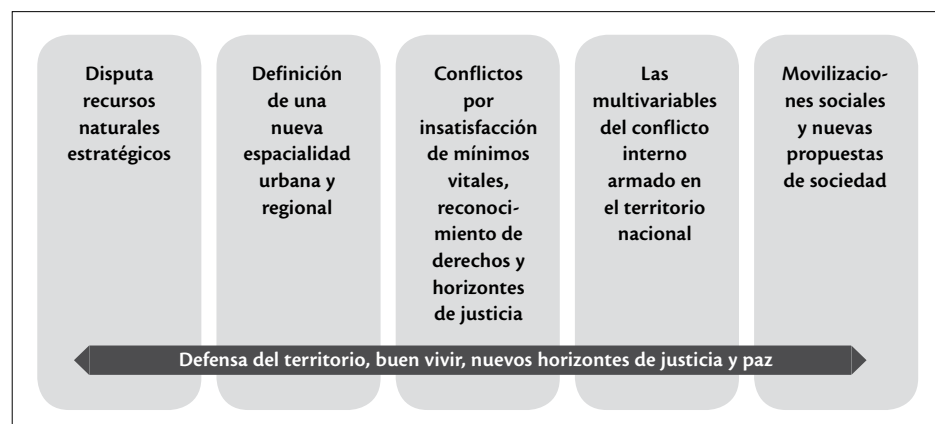 Disputa
recursos
naturales
estratégicos
Definición
de una
nueva
espacialidad
urbana y
regional
Conflictos
por
insatisfacción
de mínimos
vitales,
reconoci-
miento de
derechos y
horizontes
de justicia
Las
multivariables
del conflicto
interno
armado en
el territorio
nacional
Movilizacio-
nes sociales
y nuevas
propuestas
de sociedad
Defensa del territorio, buen vivir, nuevos horizontes de justicia y paz